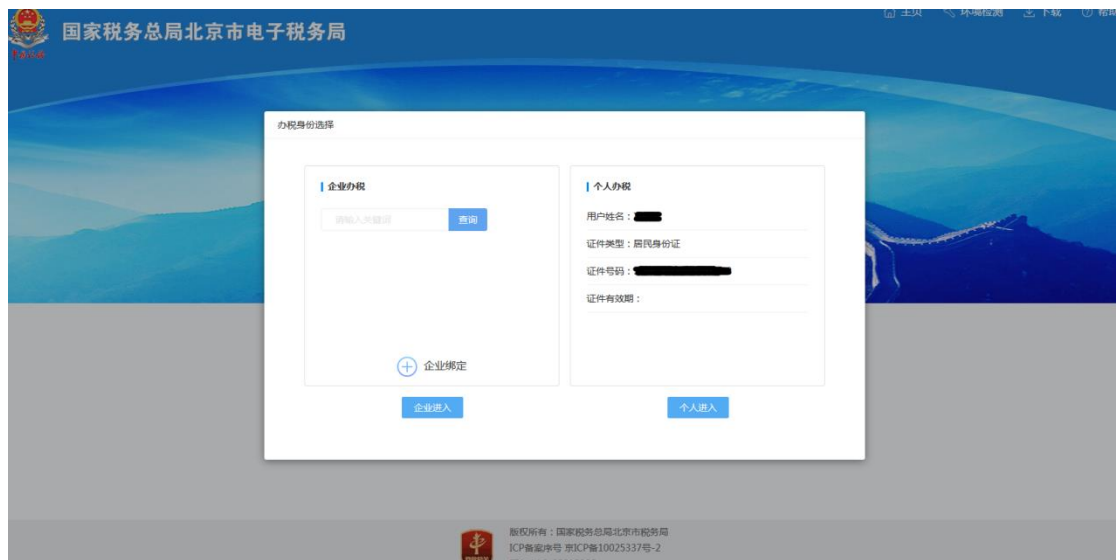 主页 环境检测 下载 帮助
国家税务总局北京市电子税务局
办税身份选择
企业办税
请输入关键词 查询
企业绑定
企业进入
个人办税
用户姓名：
证件类型：居民身份证
证件号码：
证件有效期：
个人进入
版权所有：国家税务总局北京市税务局
ICP备案序号 京ICP备10025337号-2